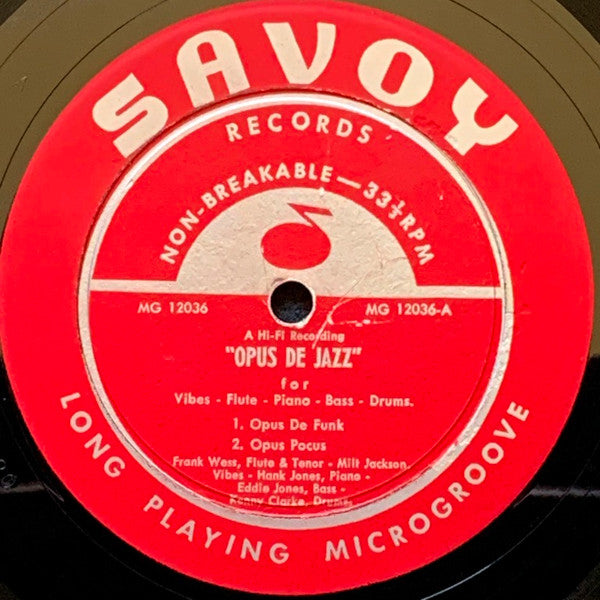 SAVOY
RECORDS
NON-BREAKABLE — 33⅓ RPM
MG 12036
MG 12036-A
A Hi-Fi Recording
"OPUS DE JAZZ"
for
Vibes - Flute - Piano - Bass - Drums.
1. Opus De Funk
2. Opus Pocus
Frank Wess, Flute & Tenor - Milt Jackson,
Vibes - Hank Jones, Piano -
Eddie Jones, Bass -
Kenny Clarke, Drums.
LONG PLAYING MICROGROOVE